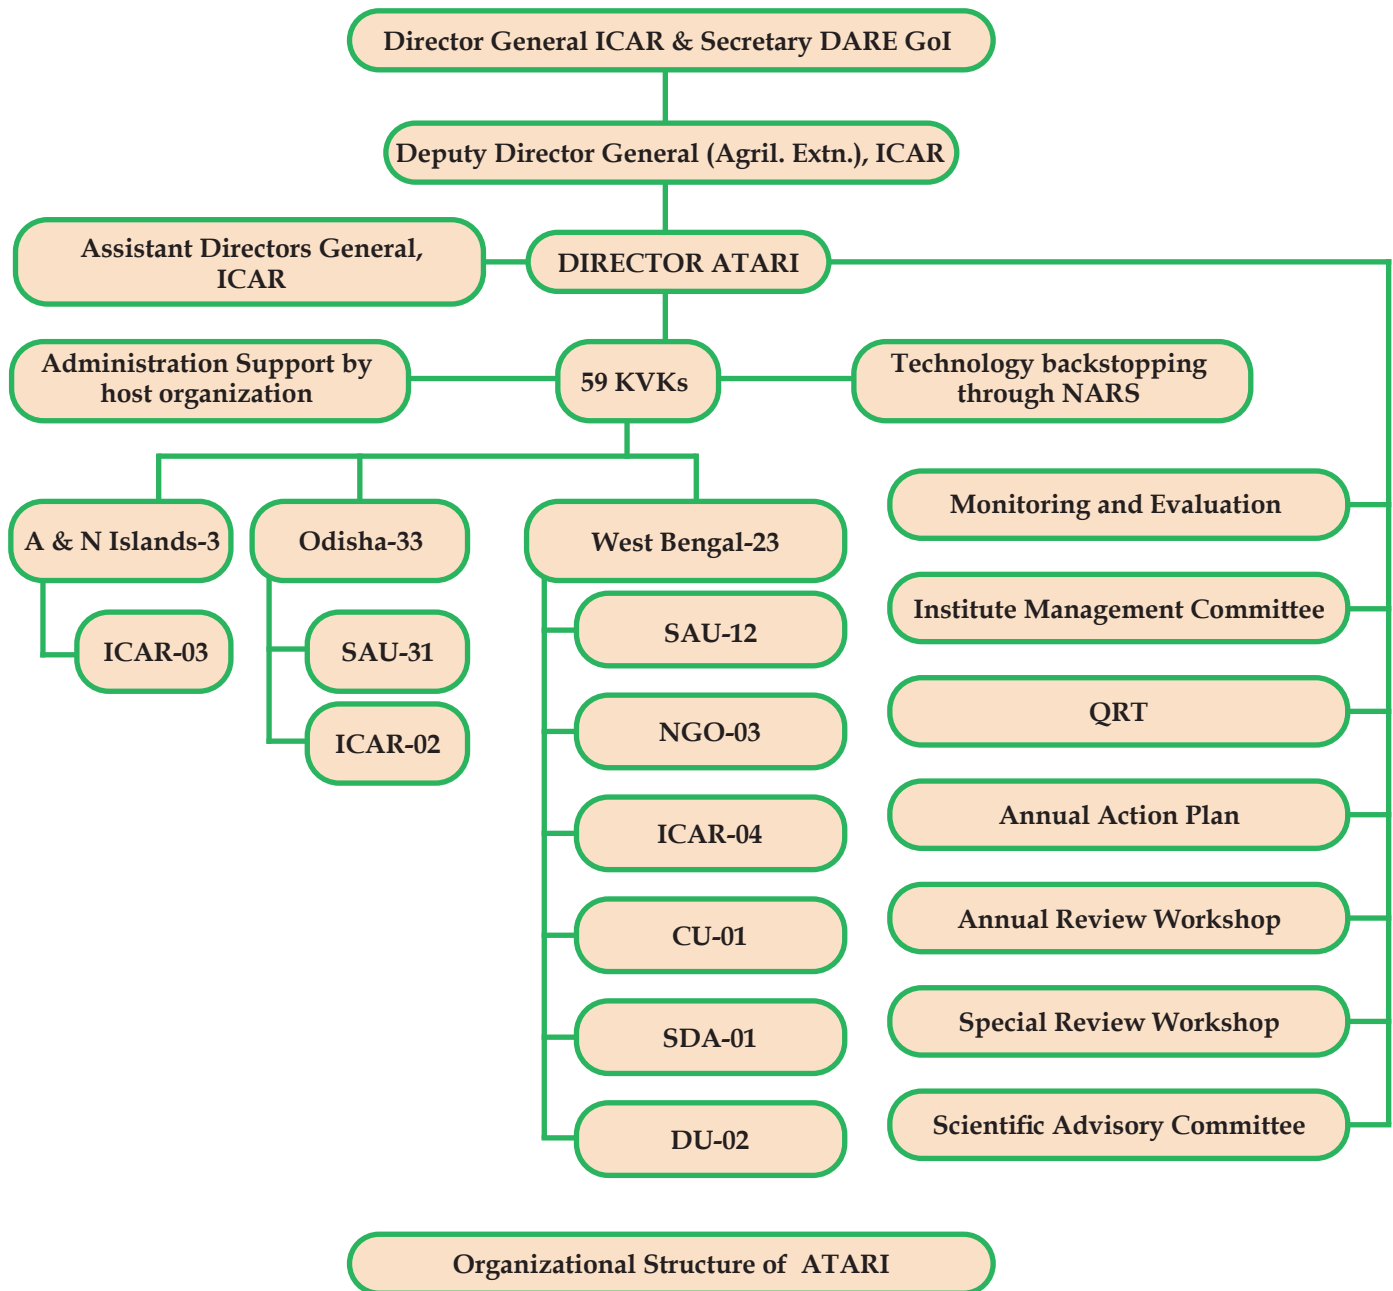 Director General ICAR & Secretary DARE GoI
Deputy Director General (Agril. Extn.), ICAR
Assistant Directors General,
ICAR
DIRECTOR ATARI
Administration Support by
host organization
59 KVKs
Technology backstopping
through NARS
A & N Islands-3
ICAR-03
Odisha-33
SAU-31
ICAR-02
West Bengal-23
SAU-12
NGO-03
ICAR-04
CU-01
SDA-01
DU-02
Monitoring and Evaluation
Institute Management Committee
QRT
Annual Action Plan
Annual Review Workshop
Special Review Workshop
Scientific Advisory Committee
Organizational Structure of ATARI